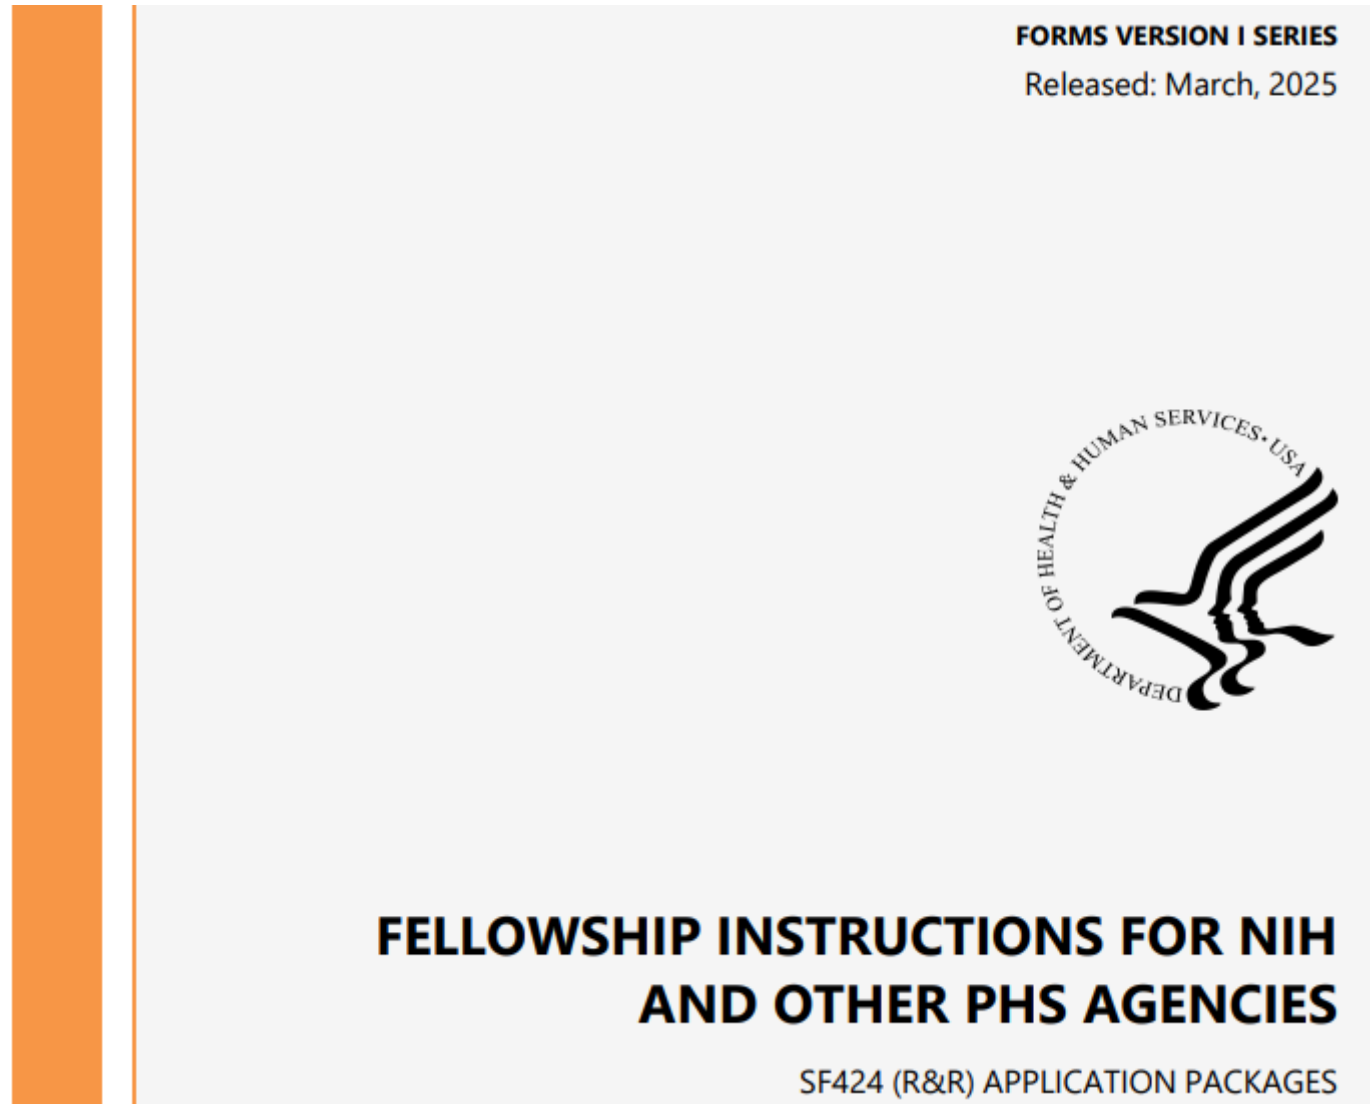 FORMS VERSION I SERIES
Released: March, 2025
DEPARTMENT OF HEALTH & HUMAN SERVICES • USA
FELLOWSHIP INSTRUCTIONS FOR NIH
AND OTHER PHS AGENCIES
SF424 (R&R) APPLICATION PACKAGES